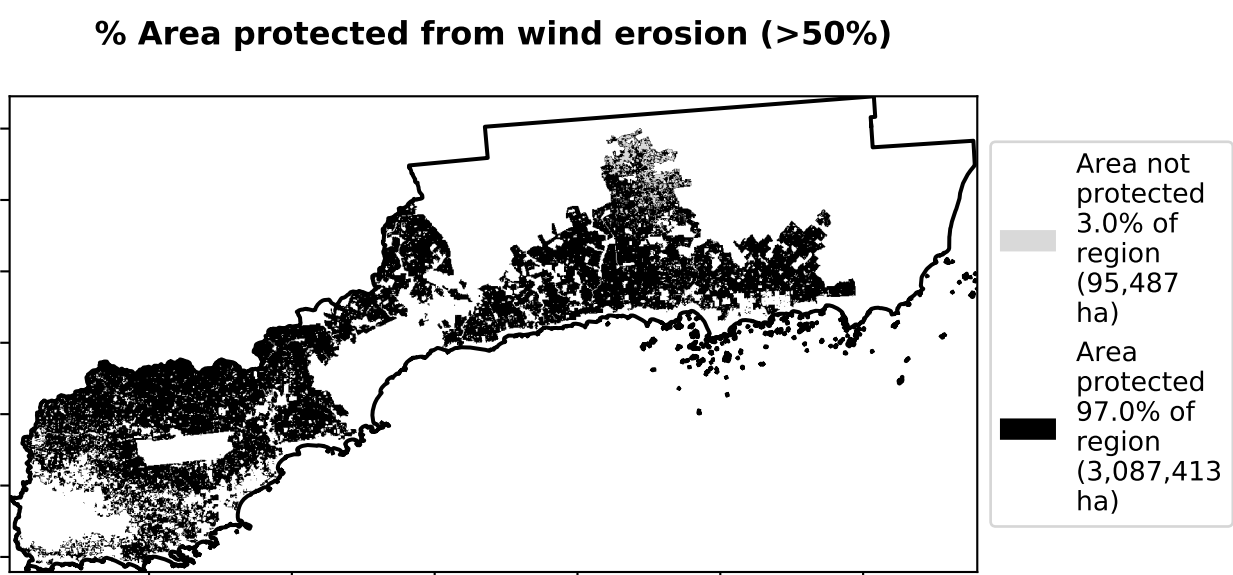 % Area protected from wind erosion (>50%)
Area not
protected
3.0% of
region
(95,487
ha)
Area
protected
97.0% of
region
(3,087,413
ha)